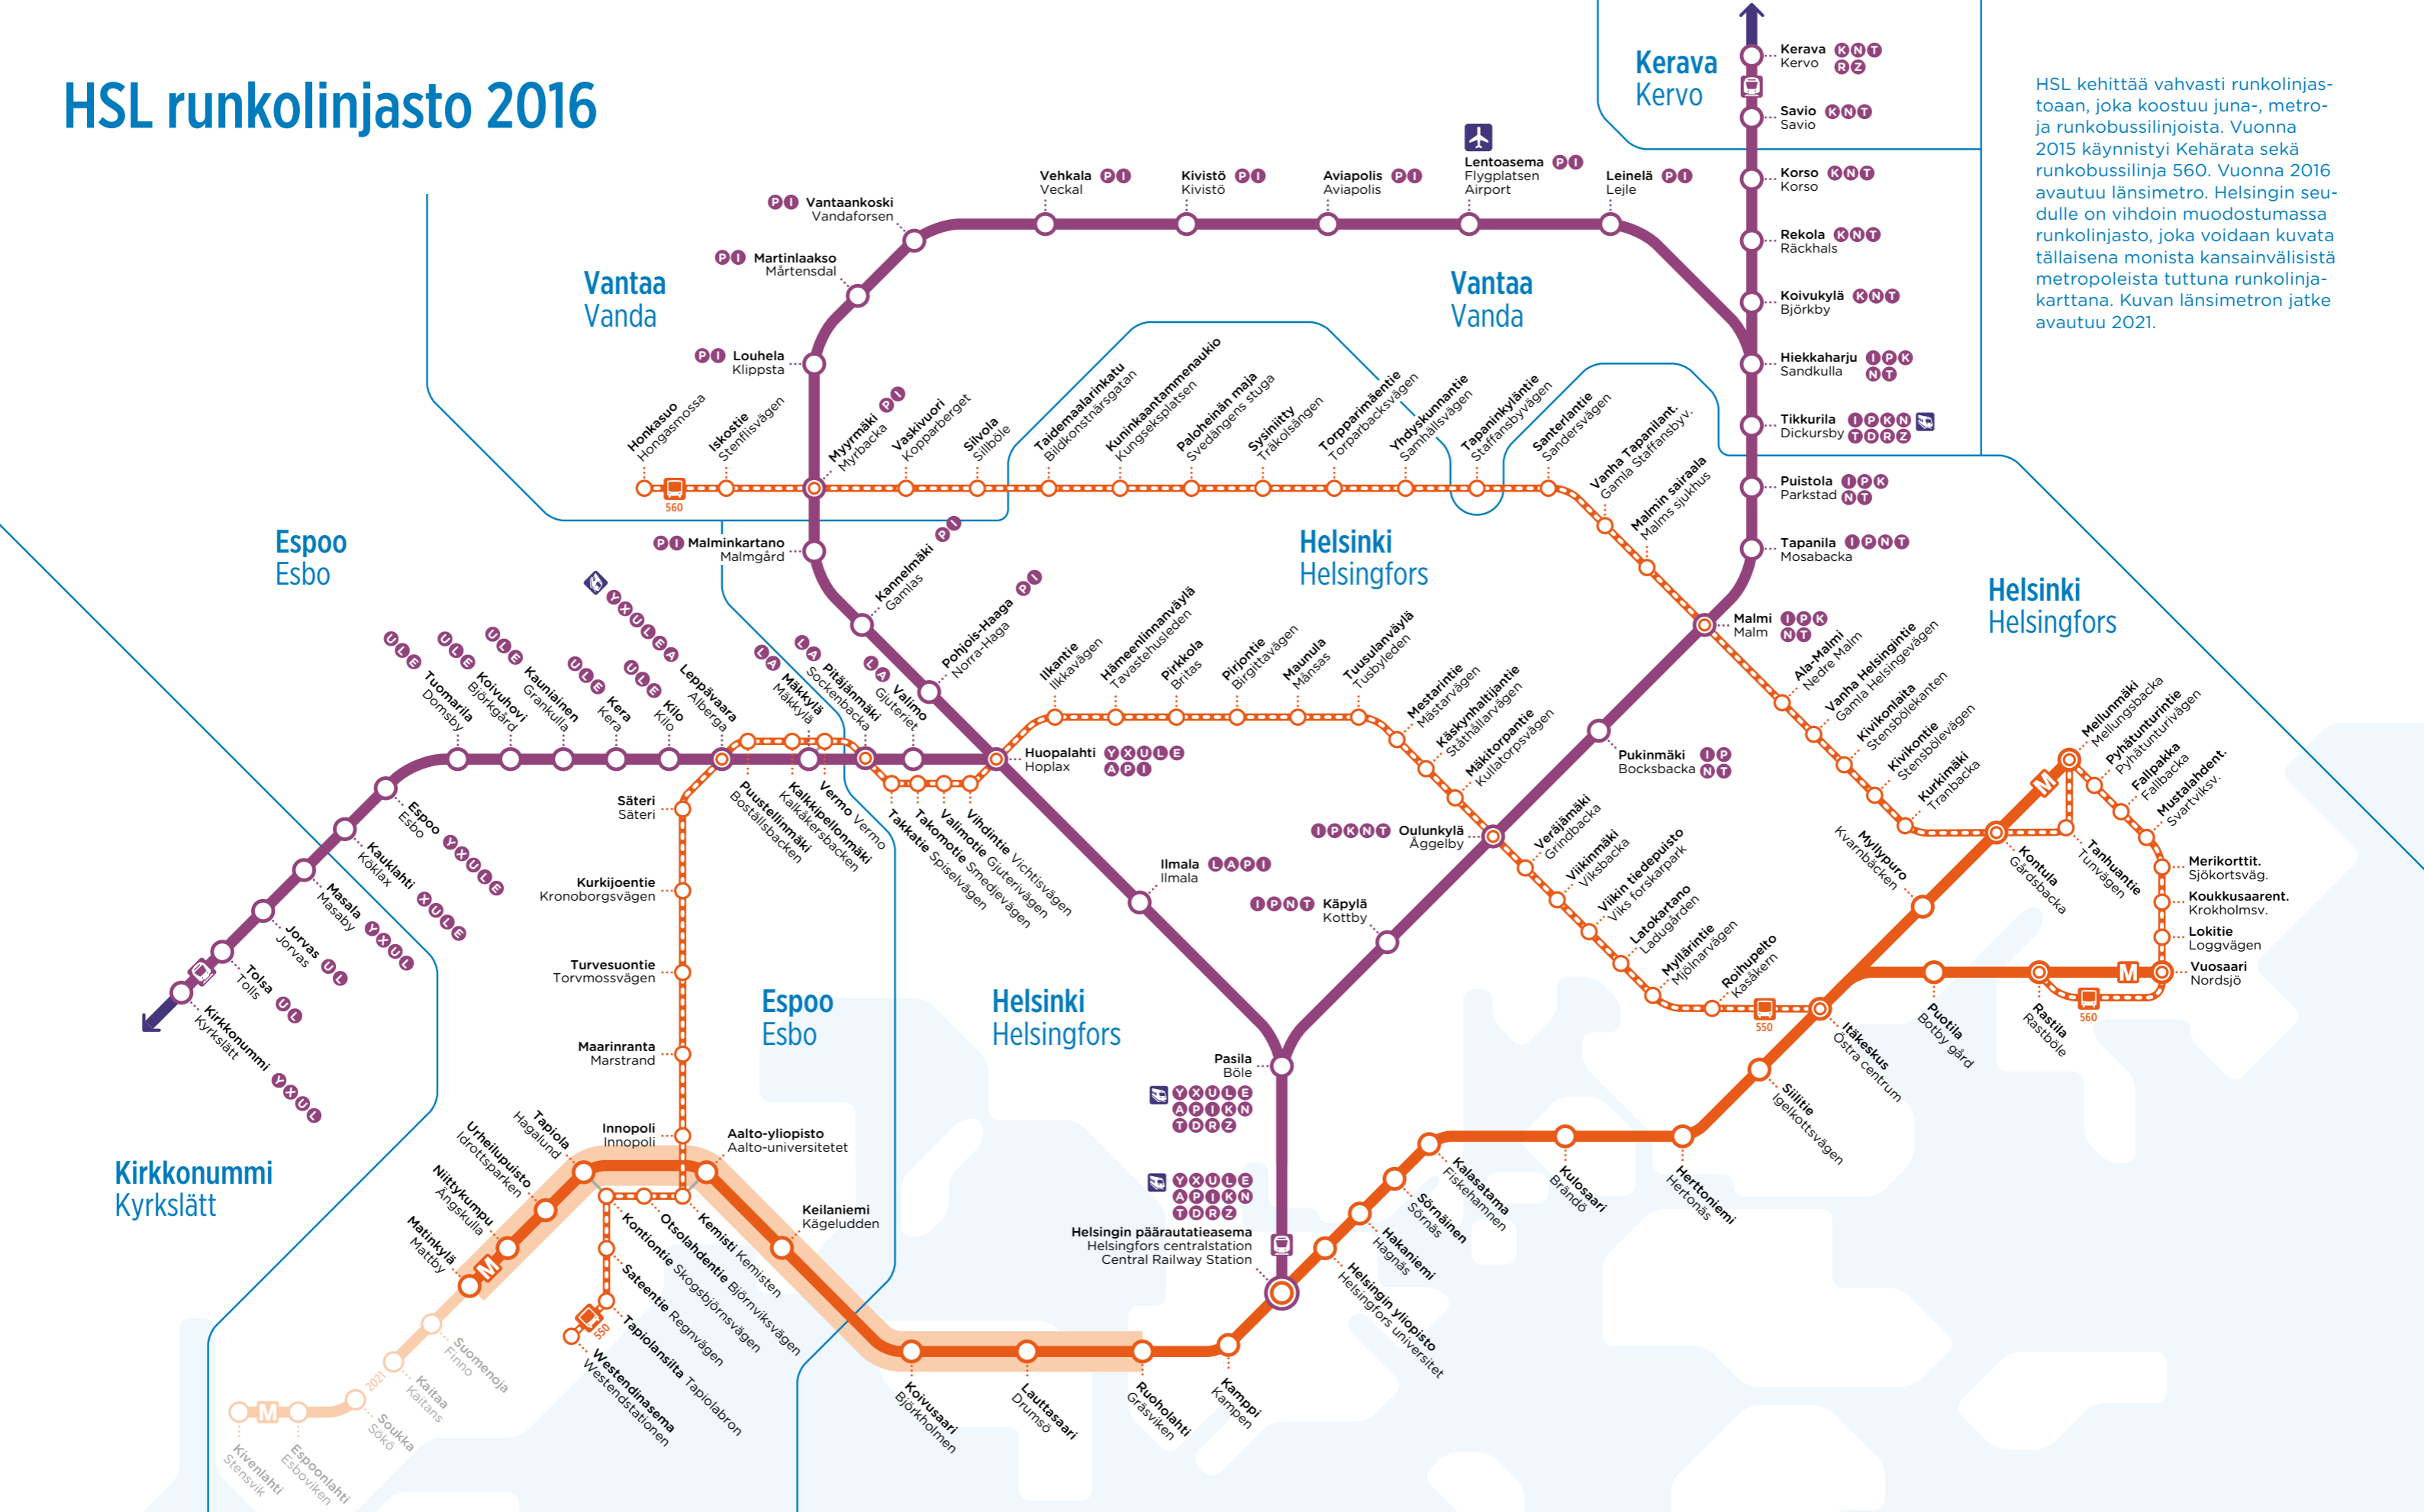 HSL runkolinjasto 2016
HSL kehittää vahvasti runkolinjas-
toaan, joka koostuu juna-, metro-
ja runkobussilinjoista. Vuonna
2015 käynnistyi Kehärata sekä
runkobussilinja 560. Vuonna 2016
avautuu länsimetro. Helsingin seu-
dulle on vihdoin muodostumassa
runkolinjasto, joka voidaan kuvata
tällaisena monista kansainvälisistä
metropoleista tuttuna runkolinja-
karttana. Kuvan länsimetron jatke
avautuu 2021.
Kerava
Kervo
Kerava K N T
Kervo R Z
Savio K N T
Savio
Korso K N T
Korso
Rekola K N T
Räckhals
Koivukylä K N T
Björkby
Hiekkaharju I P K
Sandkulla N T
Tikkurila I P K N
Dickursby T D R Z
Puistola I P K
Parkstad N T
Tapanila I P N T
Mosabacka
Malmi I P K
Malm N T
Pukinmäki I P
Bocksbacka N T
I P K N T Oulunkylä
Åggelby
I P N T Käpylä
Kottby
Vantaa
Vanda
Vantaa
Vanda
P I Vantaankoski
Vandaforsen
P I Martinlaakso
Mårtensdal
P I Louhela
Klippsta
Vehkala P I
Veckal
Kivistö P I
Kivistö
Aviapolis P I
Aviapolis
Lentoasema P I
Flygplatsen
Airport
Leinelä P I
Lejle
Honkasuo
Hongasmossa
560
Iskostie
Stenflisvägen
Myyrmäki P I
Myrbacka
Vaskivuori
Kopparberget
Silvola
Sillböle
Taidemaalarinkatu
Bildkonstnärsgatan
Kuninkaantammenaukio
Kungseksplatsen
Paloheinän maja
Svedängens stuga
Sysiniitty
Träkolsängen
Torpparimäentie
Torparbacksvägen
Yhdyskunnantie
Samhällsvägen
Tapaninkyläntie
Staffansbyvägen
Santerlantie
Sandersvägen
Vanha Tapanilant.
Gamla Staffansbyv.
Malmin sairaala
Malms sjukhus
Ala-Malmi
Nedre Malm
Vanha Helsingintie
Gamla Helsingevägen
Kivikonlaita
Stensbölekanten
Kivikontie
Stensbölevägen
Kurkimäki
Tranbacka
Kontula
Gårdsbacka
Tanhuantie
Tunvägen
M
Mellunmäki
Mellungsbacka
Pyhätunturintie
Pyhätunturivägen
Fallpakka
Fallbacka
Mustalahdent.
Svartviksv.
Merikorttit.
Sjökortsväg.
Koukkusaarent.
Krokholmsv.
Lokitie
Loggvägen
M
Vuosaari
Nordsjö
560
Rastila
Rastböle
Puotila
Botby gård
Espoo
Esbo
Helsinki
Helsingfors
Helsinki
Helsingfors
P I Malminkartano
Malmgård
Kannelmäki P I
Gamlas
Pohjois-Haaga P I
Norra-Haga
U L E Tuomarila
Domsby
U L E Koivuhovi
Björkgård
U L E Kauniainen
Grankulla
U L E Kera
Kera
U L E Kilo
Kilo
Y X U L E A Leppävaara
Alberga
L A Mäkkylä
Mäkkylä
L A Pitäjänmäki
Sockenbacka
L A Valimo
Gjuteriet
Huopalahti Y X U L E
Hoplax A P I
Ilmala L A P I
Ilmala
Ilkantie
Ilkkavägen
Hämeenlinnanväylä
Tavastehusleden
Pirkkola
Britas
Pirjontie
Birgittavägen
Maunula
Månsas
Tuusulanväylä
Tusbyleden
Mestarintie
Mästarvägen
Käskynhaltijantie
Ståthållarvägen
Mäkitorpantie
Kullatorpsvägen
Veräjämäki
Grindbacka
Viikinmäki
Viksbacka
Viikin tiedepuisto
Viks forskarpark
Latokartano
Ladugården
Myllärintie
Mjölnarvägen
Roihupelto
Kasåkern
550
Espoo Y X U L E
Esbo
Kauklahti X U L E
Köklax
Masala Y X U L
Masaby
Jorvas U L
Jorvas
Tolsa U L
Tolls
Kirkkonummi Y X U L
Kyrkslätt
Kirkkonummi
Kyrkslätt
Puustellinmäki
Boställsbacken
Kalkkipellonmäki
Kalkåkersbacken
Vermo Vermo
Takkatie Spiselvägen
Takomotie Smedjevägen
Valimotie Gjuterivägen
Vihdintie Vichtisvägen
Säteri
Säteri
Kurkijoentie
Kronoborgsvägen
Turvesuontie
Torvmossvägen
Maarinranta
Marstrand
Innopoli
Innopoli
Espoo
Esbo
Helsinki
Helsingfors
Pasila
Böle
Y X U L E
A P I K N
T D R Z
Y X U L E
A P I K N
T D R Z
Helsingin päärautatieasema
Helsingfors centralstation
Central Railway Station
Myllypuro
Kvarnbäcken
Itäkeskus
Östra centrum
Siilitie
Igelkottsvägen
Herttoniemi
Hertonäs
Kulosaari
Brändö
Kalasatama
Fiskehamnen
Sörnäinen
Sörnäs
Hakaniemi
Hagnäs
Helsingin yliopisto
Helsingfors universitet
Kamppi
Kampen
Ruoholahti
Gräsviken
Lauttasaari
Drumsö
Koivusaari
Björkholmen
Keilaniemi
Kägeludden
Aalto-yliopisto
Aalto-universitetet
Tapiola
Hagalund
Urheilupuisto
Idrottsparken
Niittykumpu
Ängskulla
Matinkylä
Mattby
M
Kemisti Kemisten
Otsolahdentie Björnviksvägen
Kontiontie Skogsbjörnsvägen
Sateentie Regnvägen
Tapiolansilta Tapiolabron
550
Westendinasema
Westendstationen
Suomenoja
Finno
Kaitaa
Kaitans
2021
Soukka
Sökö
Espoonlahti
Esboviken
M
Kivenlahti
Stensvik